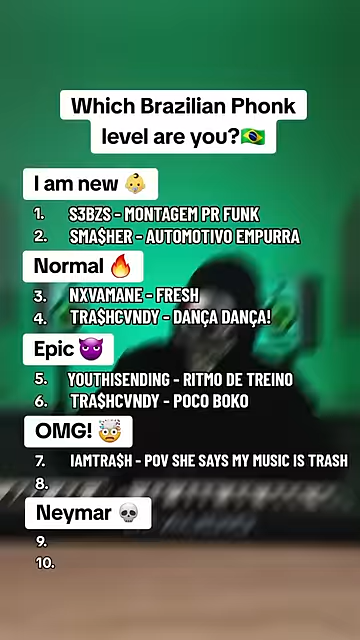 Which Brazilian Phonk
level are you?🇧🇷
I am new 👶
1. S3BZS - MONTAGEM PR FUNK
2. SMA$HER - AUTOMOTIVO EMPURRA
Normal 🔥
3. NXVAMANE - FRESH
4. TRA$HCVNDY - DANÇA DANÇA!
Epic 😈
5. YOUTHISENDING - RITMO DE TREINO
6. TRA$HCVNDY - POCO BOKO
OMG! 🤯
7. IAMTRA$H - POV SHE SAYS MY MUSIC IS TRASH
8.
Neymar 💀
9.
10.